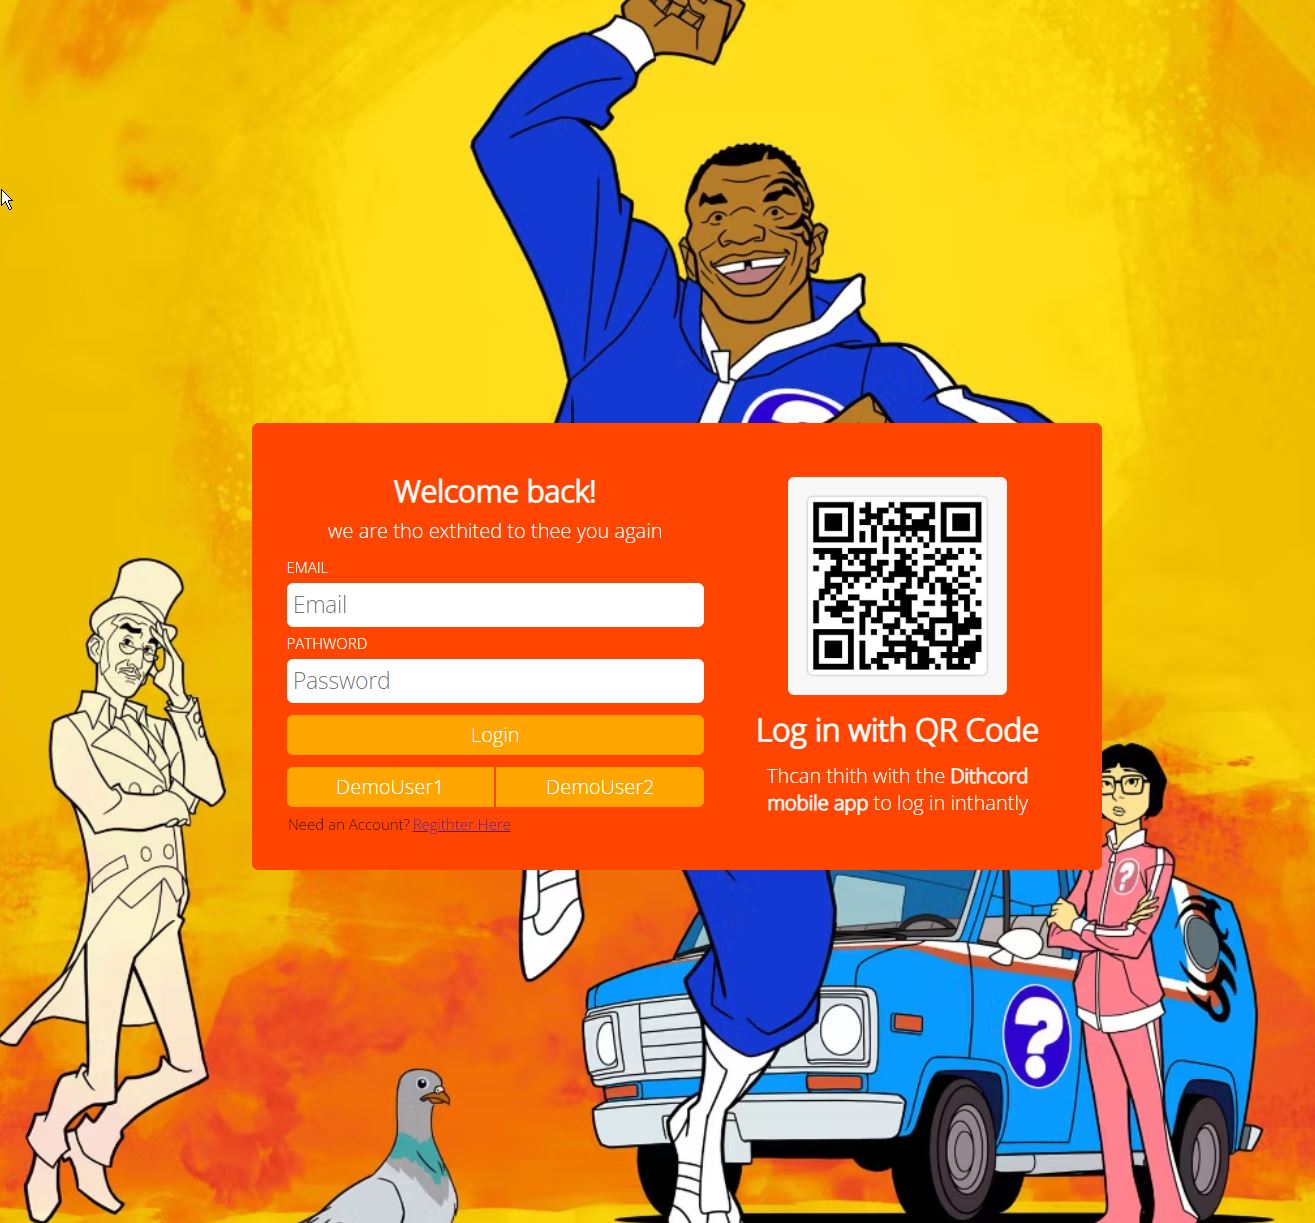 Welcome back!
we are tho exthited to thee you again
EMAIL
Email
PATHWORD
Password
Login
DemoUser1
DemoUser2
Need an Account? Regithter Here
Log in with QR Code
Thcan thith with the Dithcord
mobile app to log in inthantly
?
?